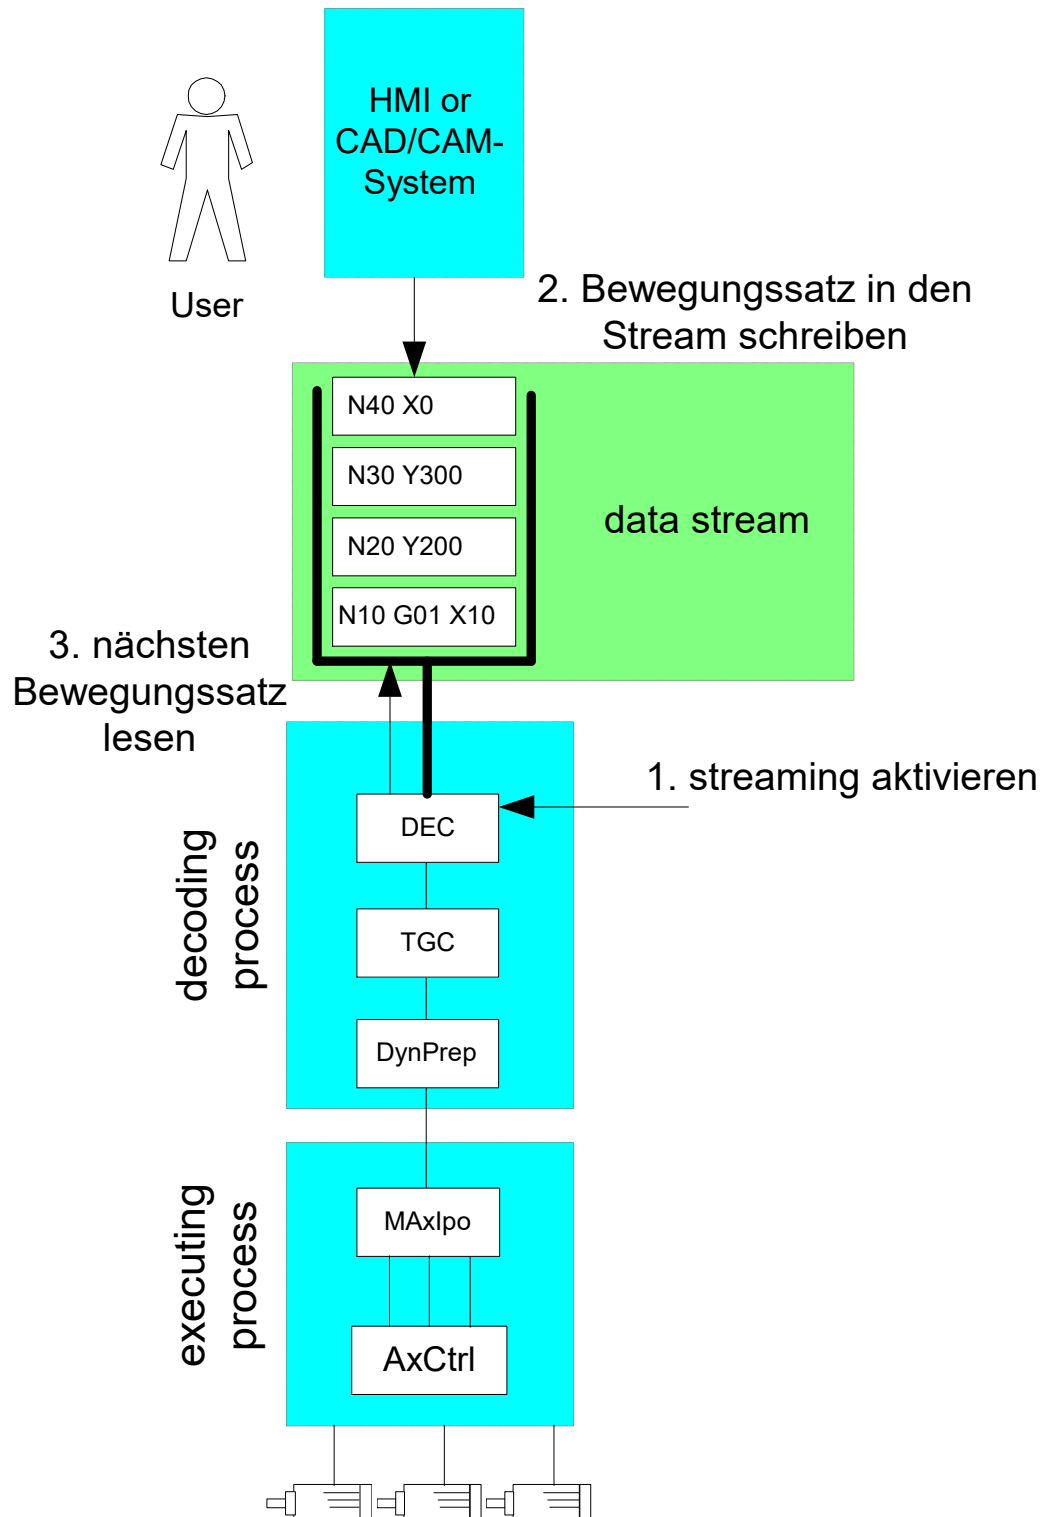 HMI or
CAD/CAM-
System
User
2. Bewegungssatz in den
Stream schreiben
N40 X0
N30 Y300
N20 Y200
N10 G01 X10
data stream
3. nächsten
Bewegungssatz
lesen
1. streaming aktivieren
decoding
process
DEC
TGC
DynPrep
executing
process
MAxIpo
AxCtrl